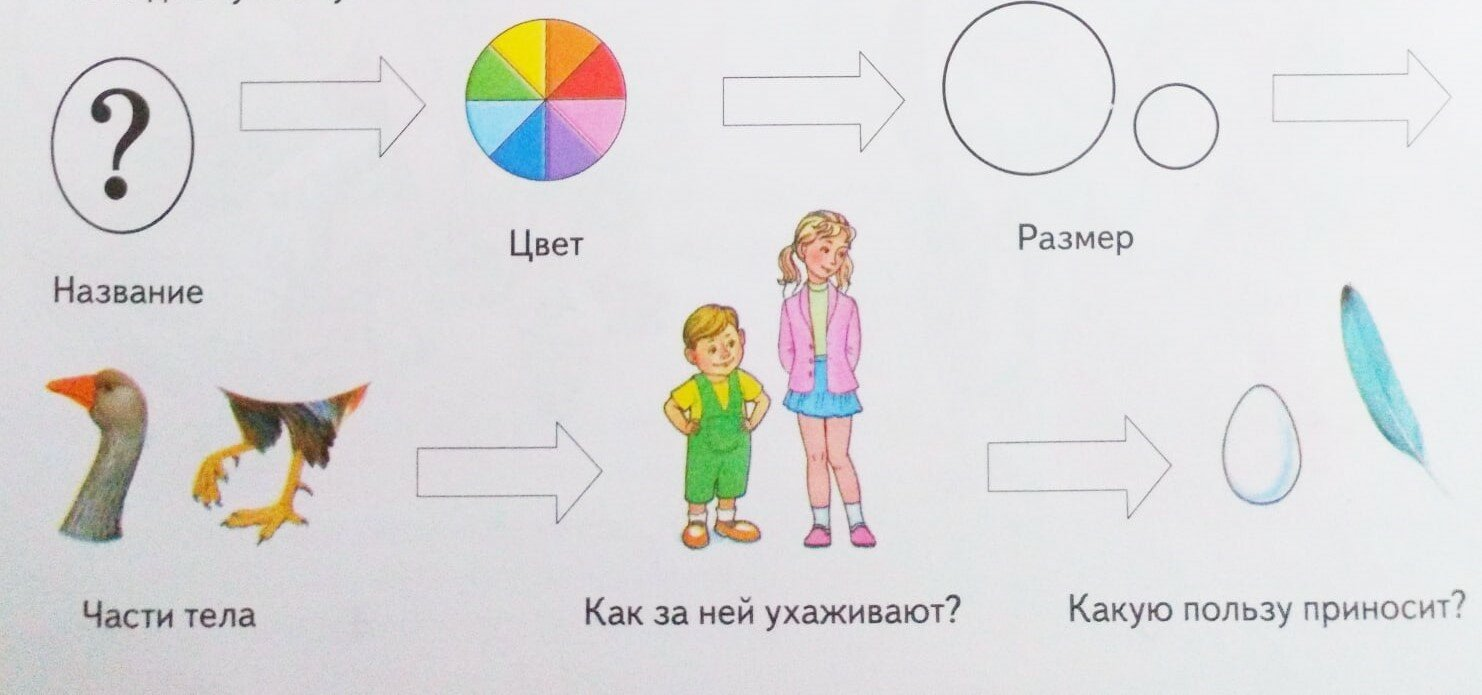 ?
Цвет
Размер
Название
Части тела
Как за ней ухаживают?
Какую пользу приносит?